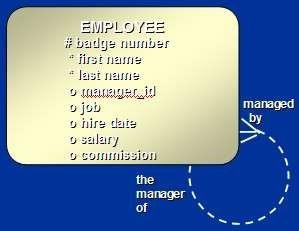 EMPLOYEE
# badge number
* first name
* last name
o manager_id
o job
o hire date
o salary
o commission
managed
by
the
manager
of